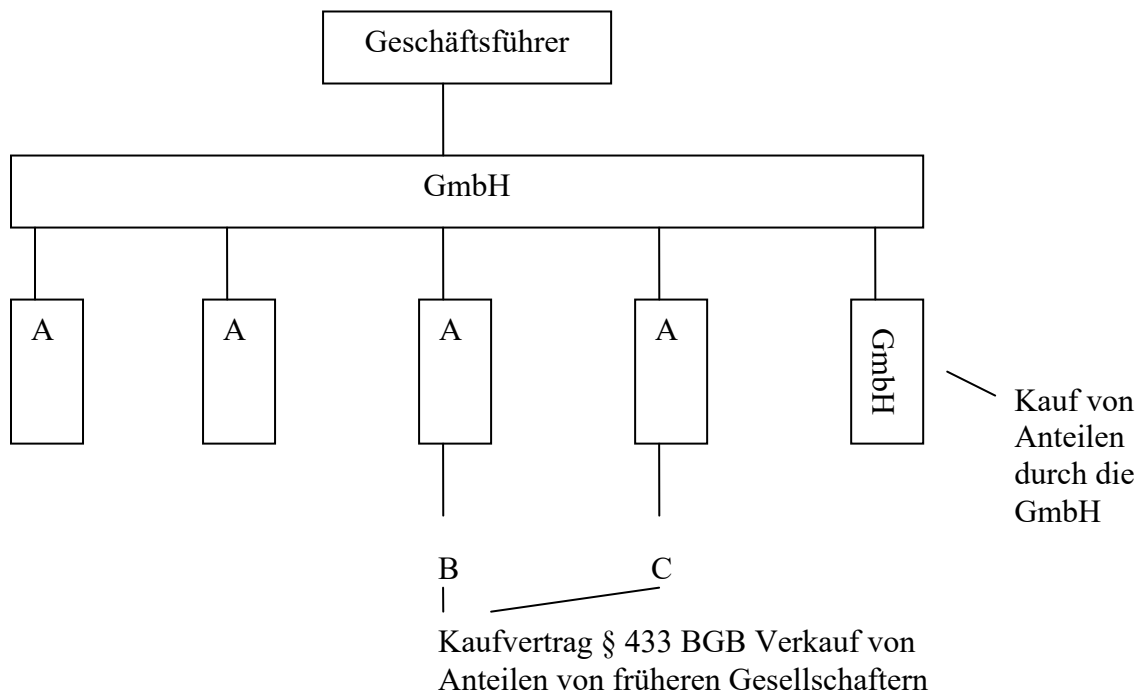 Geschäftsführer
GmbH
A
A
A
A
GmbH
Kauf von
Anteilen
durch die
GmbH
B
C
Kaufvertrag § 433 BGB Verkauf von
Anteilen von früheren Gesellschaftern